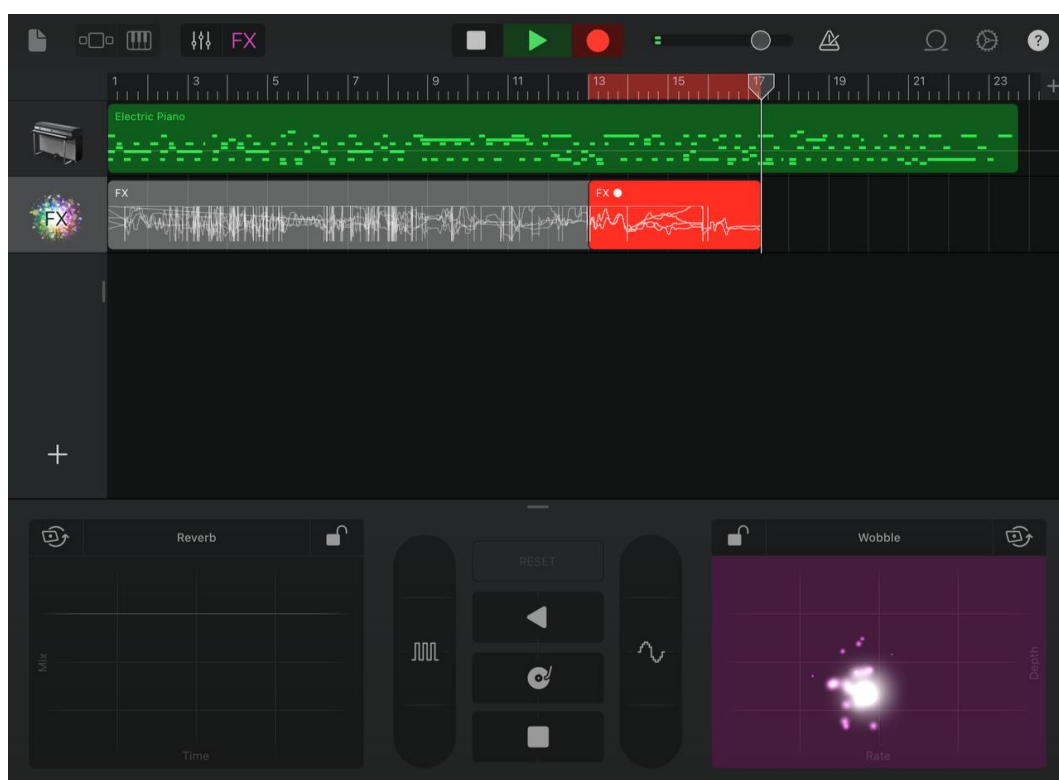 FX
?
1 3 5 7 9 11 13 15 17 19 21 23
Electric Piano
FX
FX
FX
Reverb
RESET
Wobble
Mix
Time
Depth
Rate